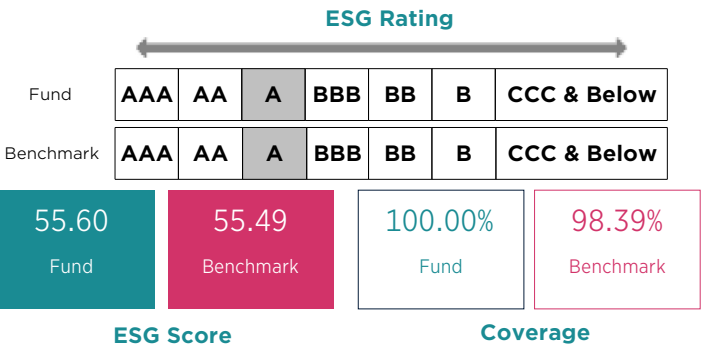 ESG Rating
Fund AAA AA A BBB BB B CCC & Below
Benchmark AAA AA A BBB BB B CCC & Below
55.60 55.49 100.00% 98.39%
Fund Benchmark Fund Benchmark
ESG Score Coverage